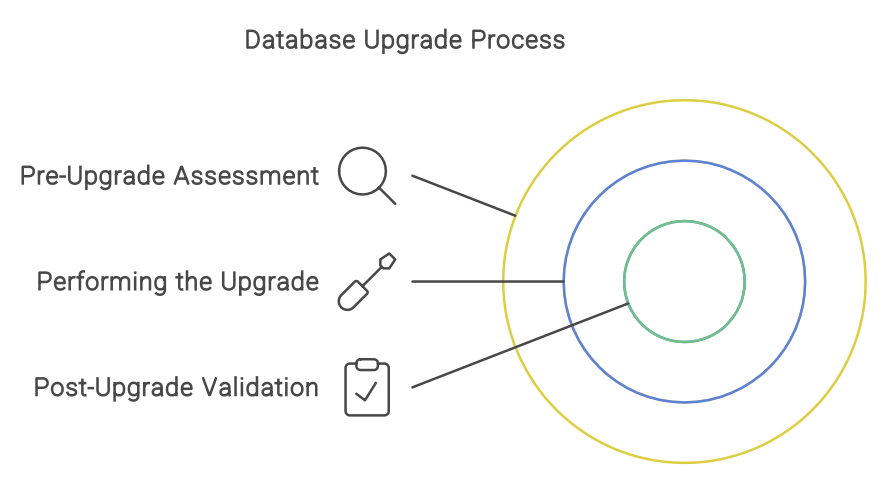 Database Upgrade Process
Pre-Upgrade Assessment
Performing the Upgrade
Post-Upgrade Validation